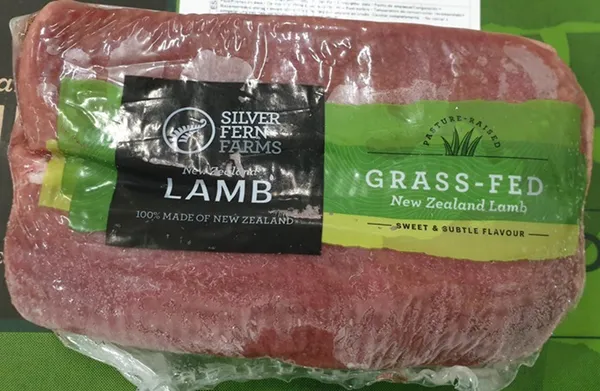 SILVER
FERN
FARMS
New Zealand
LAMB
100% MADE OF NEW ZEALAND
PASTURE-RAISED
GRASS-FED
New Zealand Lamb
SWEET & SUBTLE FLAVOUR